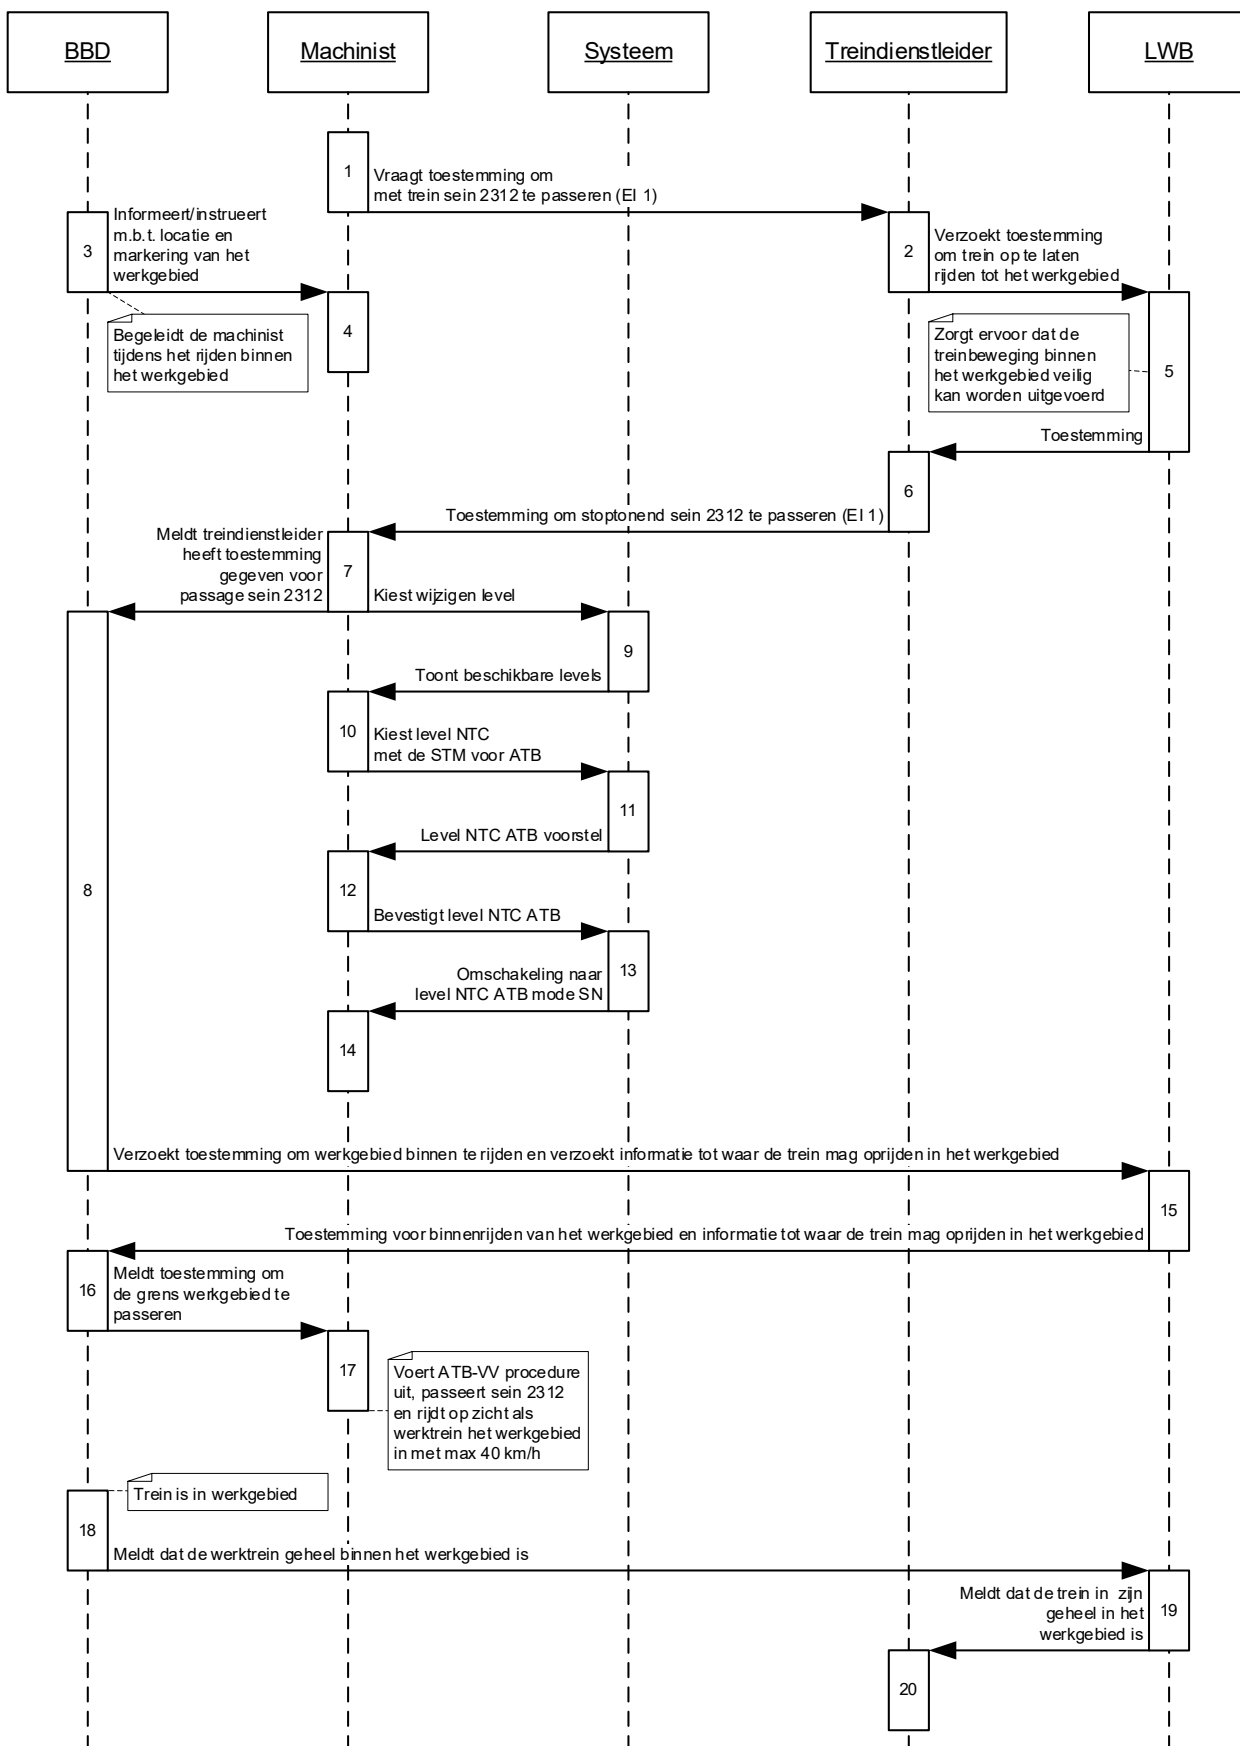 BBD
Machinist
Systeem
Treindienstleider
LWB
1
Vraagt toestemming om
met trein sein 2312 te passeren (EI 1)
3
Informeert/instrueert
m.b.t. locatie en
markering van het
werkgebied
2
Verzoekt toestemming
om trein op te laten
rijden tot het werkgebied
Begeleidt de machinist
tijdens het rijden binnen
het werkgebied
4
Zorgt ervoor dat de
treinbeweging binnen
het werkgebied veilig
kan worden uitgevoerd
5
Toestemming
6
Toestemming om stoptonend sein 2312 te passeren (EI 1)
Meldt treindienstleider
heeft toestemming
gegeven voor
passage sein 2312
7
Kiest wijzigen level
9
Toont beschikbare levels
10
Kiest level NTC
met de STM voor ATB
11
Level NTC ATB voorstel
8
12
Bevestigt level NTC ATB
13
Omschakeling naar
level NTC ATB mode SN
14
Verzoekt toestemming om werkgebied binnen te rijden en verzoekt informatie tot waar de trein mag oprijden in het werkgebied
15
Toestemming voor binnenrijden van het werkgebied en informatie tot waar de trein mag oprijden in het werkgebied
16
Meldt toestemming om
de grens werkgebied te
passeren
17
Voert ATB-VV procedure
uit, passeert sein 2312
en rijdt op zicht als
werktrein het werkgebied
in met max 40 km/h
Trein is in werkgebied
18
Meldt dat de werktrein geheel binnen het werkgebied is
Meldt dat de trein in zijn
geheel in het
werkgebied is
19
20